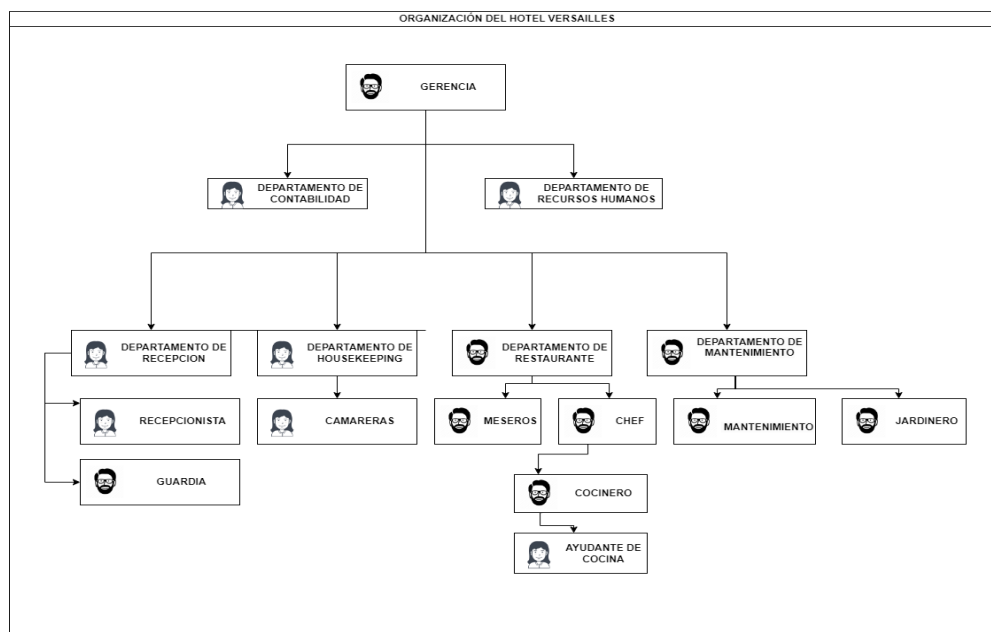 ORGANIZACIÓN DEL HOTEL VERSAILLES
GERENCIA
DEPARTAMENTO DE
CONTABILIDAD
DEPARTAMENTO DE
RECURSOS HUMANOS
DEPARTAMENTO DE
RECEPCION
DEPARTAMENTO DE
HOUSEKEEPING
DEPARTAMENTO DE
RESTAURANTE
DEPARTAMENTO DE
MANTENIMIENTO
RECEPCIONISTA
CAMARERAS
MESEROS
CHEF
MANTENIMIENTO
JARDINERO
GUARDIA
COCINERO
AYUDANTE DE
COCINA